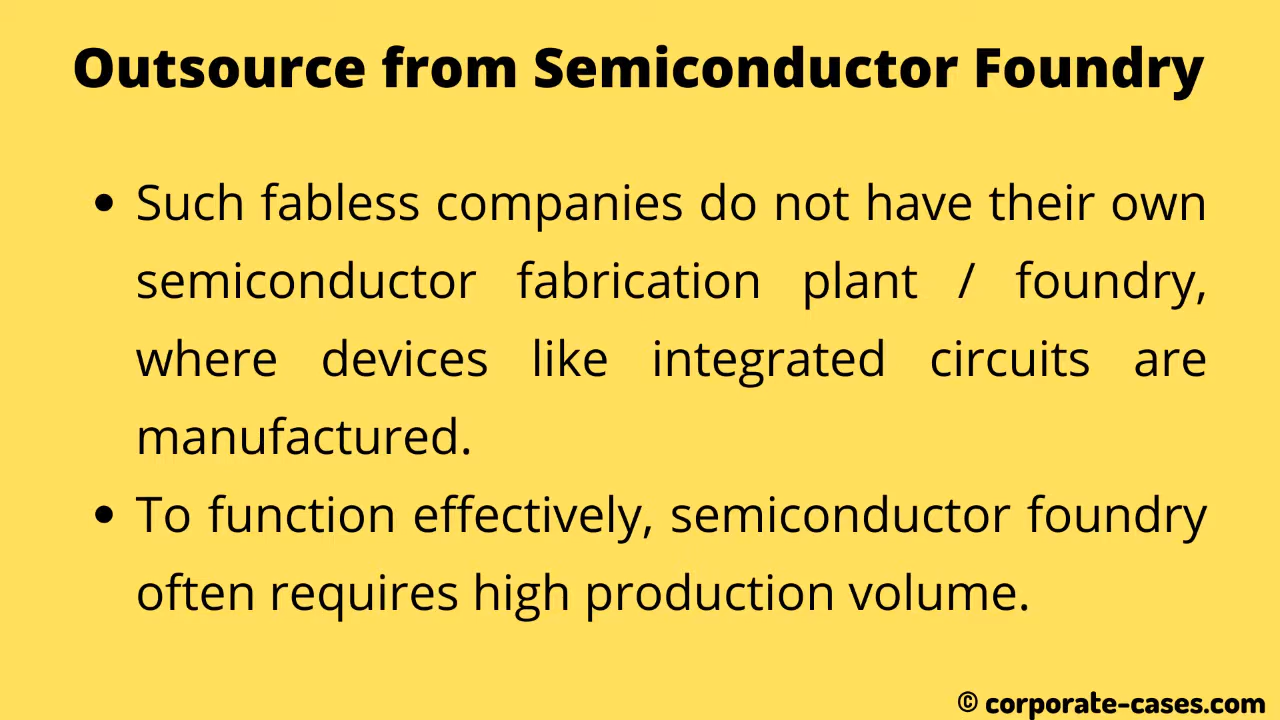 Outsource from Semiconductor Foundry
• Such fabless companies do not have their own
semiconductor fabrication plant / foundry,
where devices like integrated circuits are
manufactured.
• To function effectively, semiconductor foundry
often requires high production volume.
© corporate-cases.com